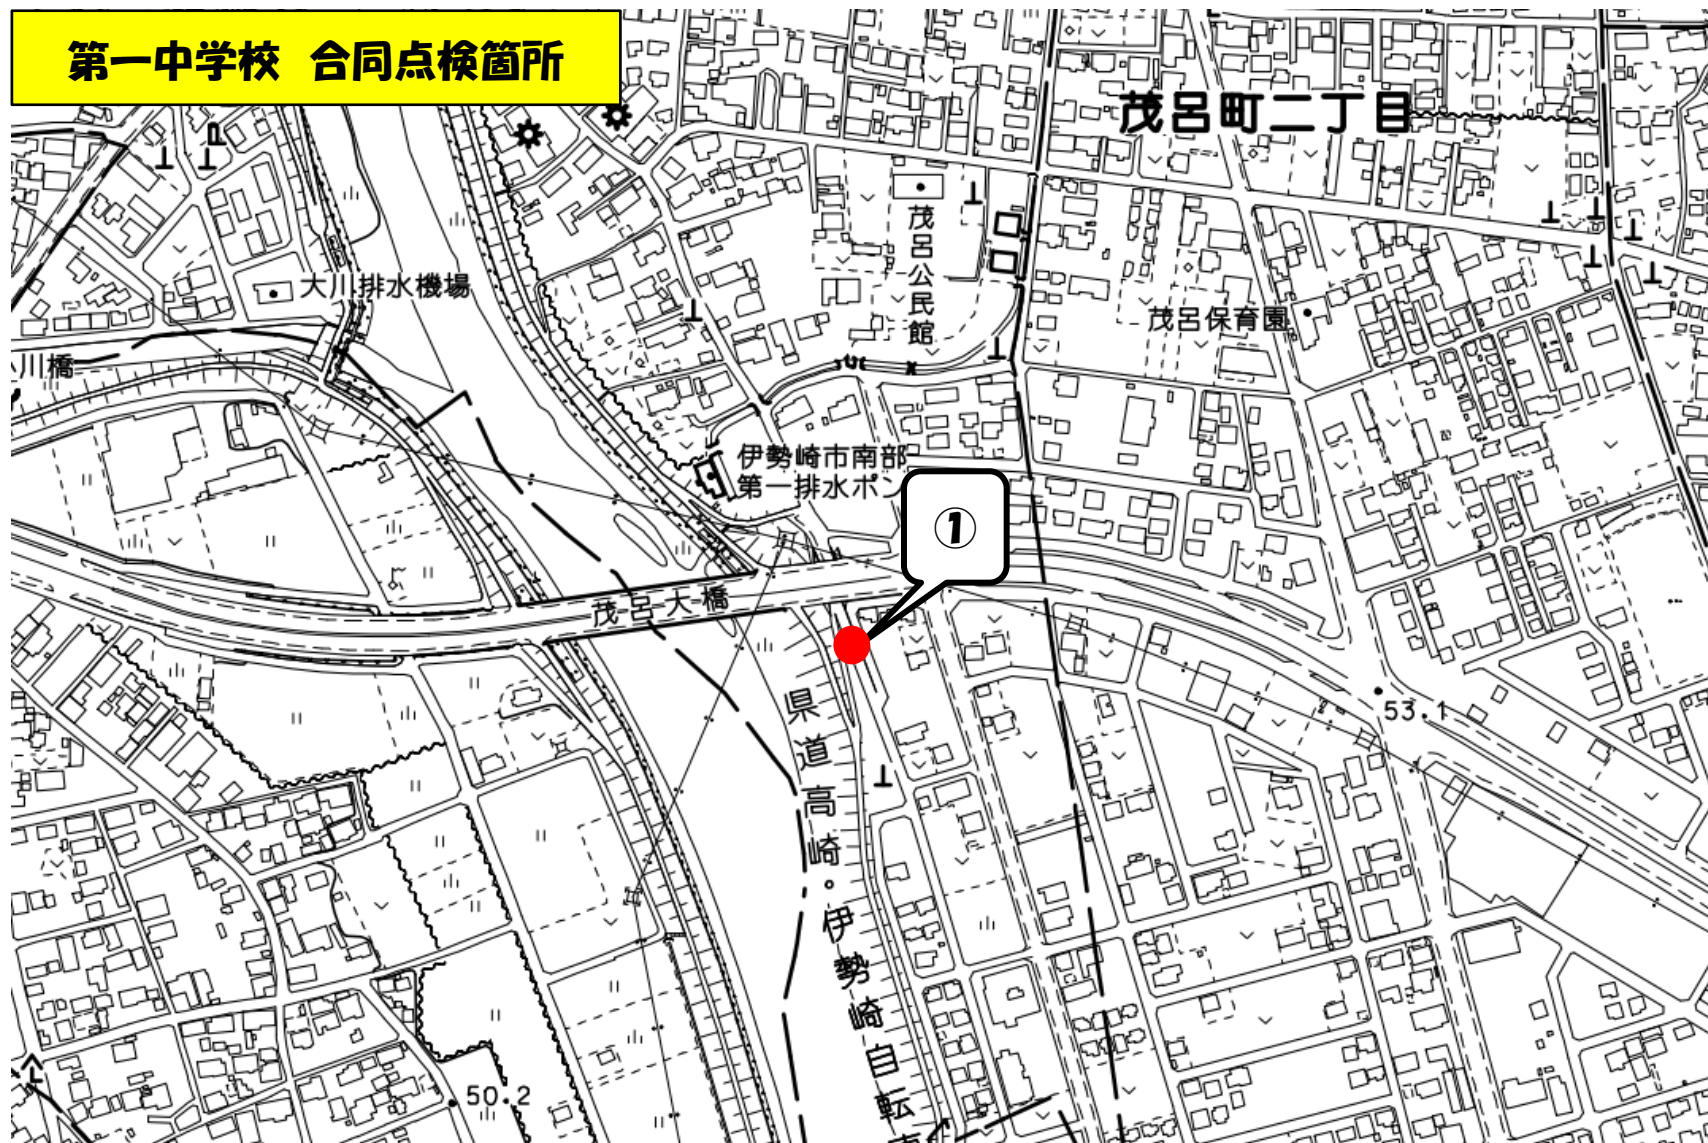 第一中学校 合同点検箇所
茂呂町二丁目
茂呂公民館
大川排水機場
茂呂保育園
川橋
伊勢崎市南部
第一排水ポン
①
茂呂大橋
県道高崎・伊勢崎自転
53.1
50.2